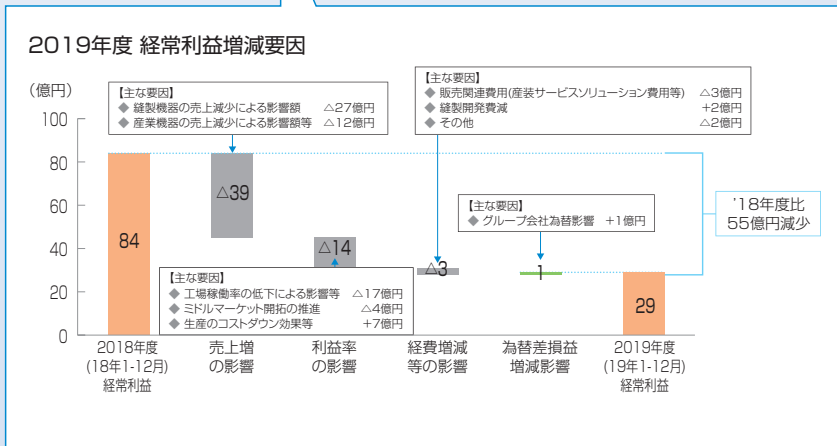 2019年度 経常利益増減要因
（億円）
【主な要因】
◆ 縫製機器の売上減少による影響額 △27億円
◆ 産業機器の売上減少による影響額等 △12億円
【主な要因】
◆ 販売関連費用(産装サービスソリューション費用等) △3億円
◆ 縫製開発費減 +2億円
◆ その他 △2億円
100
80
60
40
20
0
84
△39
△14
△3
1
29
【主な要因】
◆ グループ会社為替影響 +1億円
'18年度比
55億円減少
【主な要因】
◆ 工場稼働率の低下による影響等 △17億円
◆ ミドルマーケット開拓の推進 △4億円
◆ 生産のコストダウン効果等 +7億円
2018年度
(18年1-12月)
経常利益
売上増
の影響
利益率
の影響
経費増減
等の影響
為替差損益
増減影響
2019年度
(19年1-12月)
経常利益